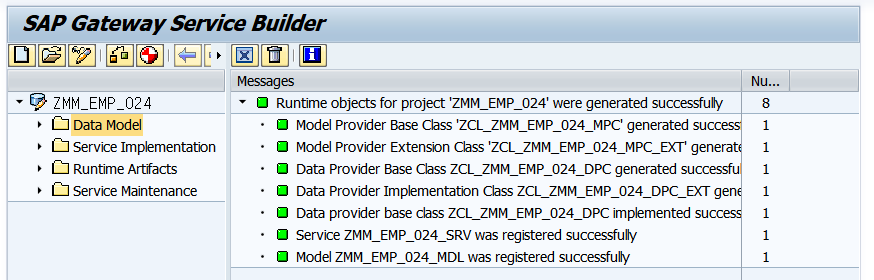 SAP Gateway Service Builder
Messages Nu...
ZMM_EMP_024
Data Model
Service Implementation
Runtime Artifacts
Service Maintenance
Runtime objects for project 'ZMM_EMP_024' were generated successfully 8
Model Provider Base Class 'ZCL_ZMM_EMP_024_MPC' generated success 1
Model Provider Extension Class 'ZCL_ZMM_EMP_024_MPC_EXT' generate 1
Data Provider Base Class ZCL_ZMM_EMP_024_DPC generated successfu 1
Data Provider Implementation Class ZCL_ZMM_EMP_024_DPC_EXT gene 1
Data provider base class ZCL_ZMM_EMP_024_DPC implemented success 1
Service ZMM_EMP_024_SRV was registered successfully 1
Model ZMM_EMP_024_MDL was registered successfully 1